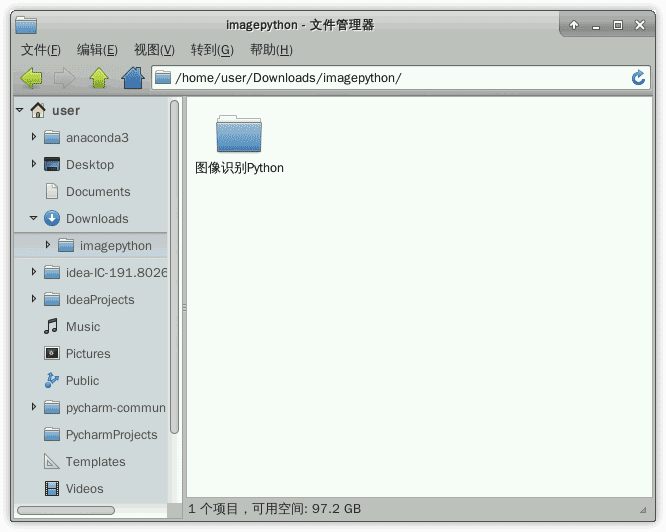 imagepython - 文件管理器
文件(F) 编辑(E) 视图(V) 转到(G) 帮助(H)
/home/user/Downloads/imagepython/
user
anaconda3
Desktop
Documents
Downloads
imagepython
idea-IC-191.8026
IdeaProjects
Music
Pictures
Public
pycharm-commun
PycharmProjects
Templates
Videos
图像识别Python
1 个项目，可用空间: 97.2 GB